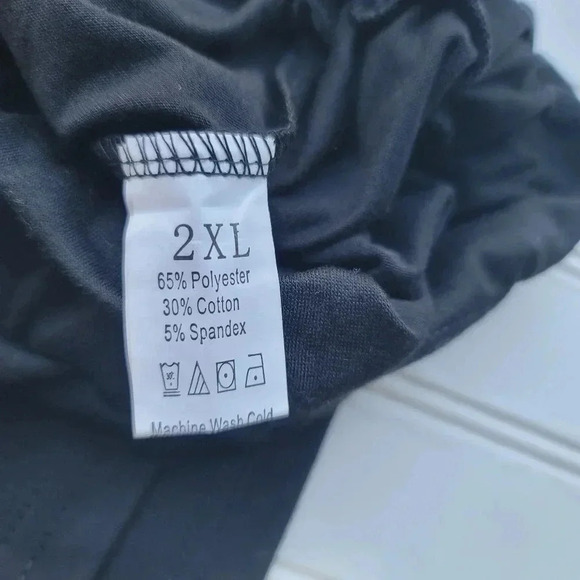 2XL
65% Polyester
30% Cotton
5% Spandex
Machine Wash Cold